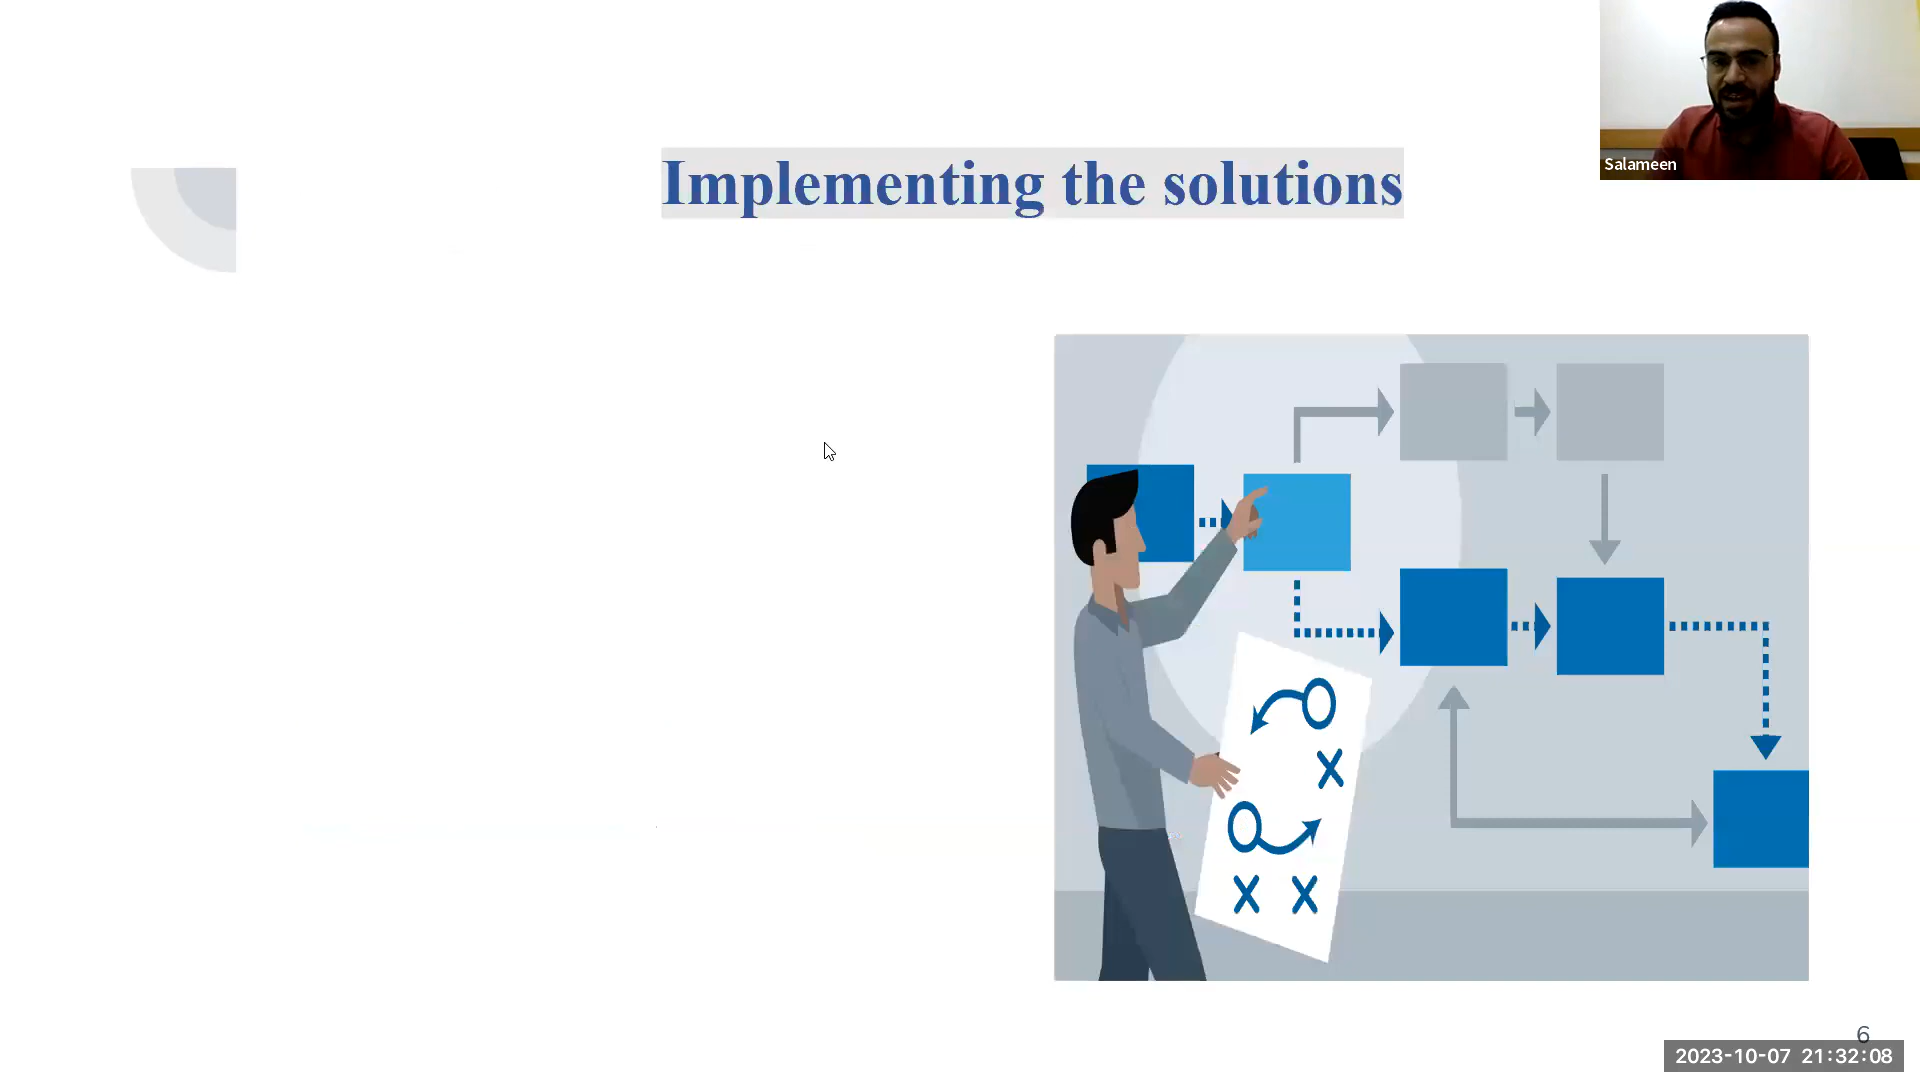 Implementing the solutions
Salameen
X
X
X
6
2023-10-07 21:32:08